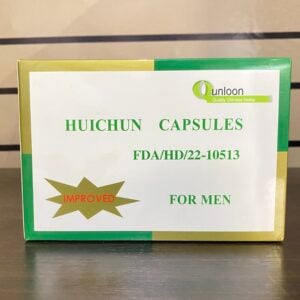 Qunloon
Quality Chinese Herbs
HUICHUN CAPSULES
FDA/HD/22-10513
IMPROVED
FOR MEN